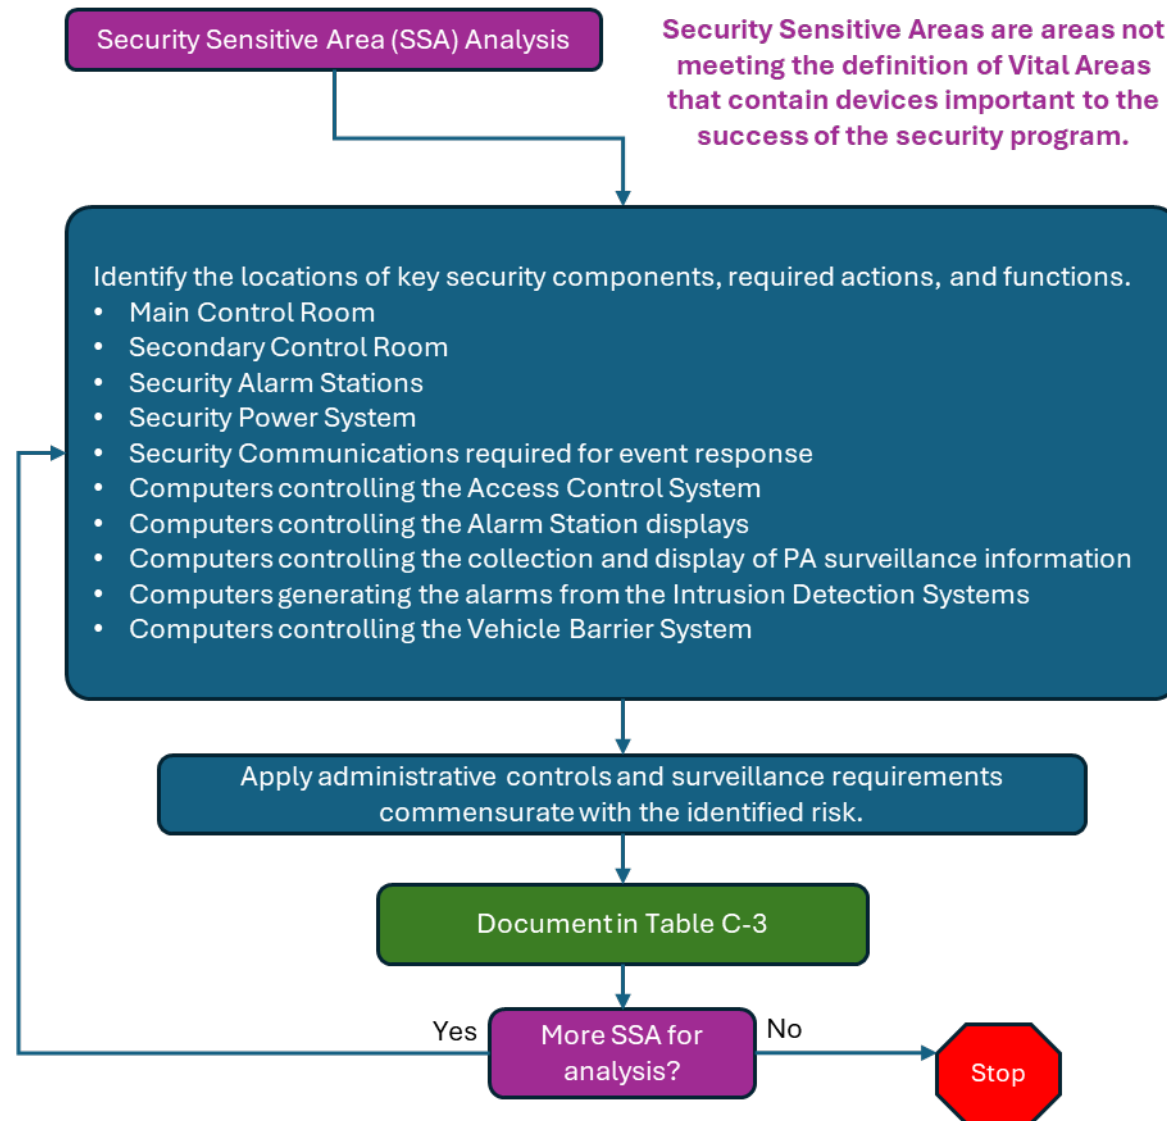 Security Sensitive Area (SSA) Analysis
Security Sensitive Areas are areas not
meeting the definition of Vital Areas
that contain devices important to the
success of the security program.
Identify the locations of key security components, required actions, and functions.
• Main Control Room
• Secondary Control Room
• Security Alarm Stations
• Security Power System
• Security Communications required for event response
• Computers controlling the Access Control System
• Computers controlling the Alarm Station displays
• Computers controlling the collection and display of PA surveillance information
• Computers generating the alarms from the Intrusion Detection Systems
• Computers controlling the Vehicle Barrier System
Apply administrative controls and surveillance requirements
commensurate with the identified risk.
Document in Table C-3
Yes
More SSA for
analysis?
No
Stop